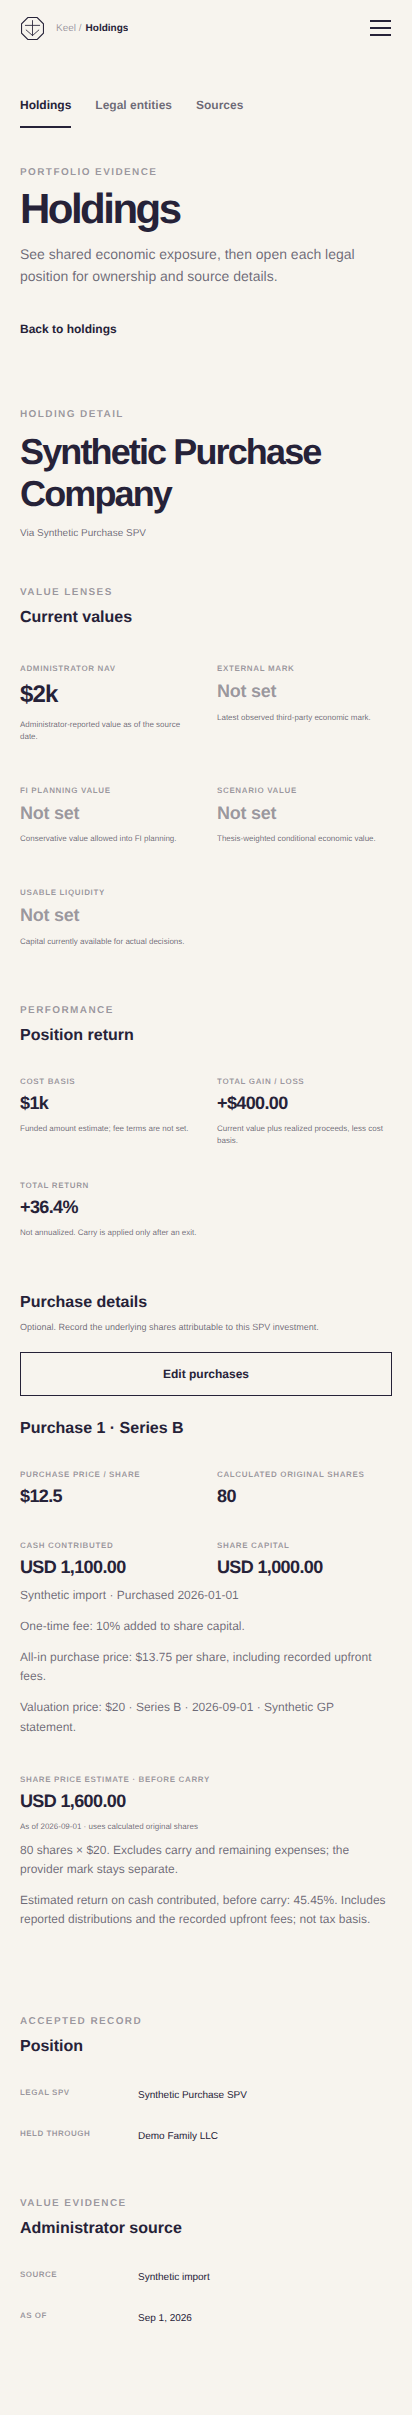 Keel / Holdings
Holdings Legal entities Sources
PORTFOLIO EVIDENCE
Holdings
See shared economic exposure, then open each legal
position for ownership and source details.
Back to holdings
HOLDING DETAIL
Synthetic Purchase
Company
Via Synthetic Purchase SPV
VALUE LENSES
Current values
ADMINISTRATOR NAV
$2k
Administrator-reported value as of the source
date.
EXTERNAL MARK
Not set
Latest observed third-party economic mark.
FI PLANNING VALUE
Not set
Conservative value allowed into FI planning.
SCENARIO VALUE
Not set
Thesis-weighted conditional economic value.
USABLE LIQUIDITY
Not set
Capital currently available for actual decisions.
PERFORMANCE
Position return
COST BASIS
$1k
Funded amount estimate; fee terms are not set.
TOTAL GAIN / LOSS
+$400.00
Current value plus realized proceeds, less cost
basis.
TOTAL RETURN
+36.4%
Not annualized. Carry is applied only after an exit.
Purchase details
Optional. Record the underlying shares attributable to this SPV investment.
Edit purchases
Purchase 1 · Series B
PURCHASE PRICE / SHARE
$12.5
CALCULATED ORIGINAL SHARES
80
CASH CONTRIBUTED
USD 1,100.00
SHARE CAPITAL
USD 1,000.00
Synthetic import · Purchased 2026-01-01
One-time fee: 10% added to share capital.
All-in purchase price: $13.75 per share, including recorded upfront
fees.
Valuation price: $20 · Series B · 2026-09-01 · Synthetic GP
statement.
SHARE PRICE ESTIMATE · BEFORE CARRY
USD 1,600.00
As of 2026-09-01 · uses calculated original shares
80 shares × $20. Excludes carry and remaining expenses; the
provider mark stays separate.
Estimated return on cash contributed, before carry: 45.45%. Includes
reported distributions and the recorded upfront fees; not tax basis.
ACCEPTED RECORD
Position
LEGAL SPV Synthetic Purchase SPV
HELD THROUGH Demo Family LLC
VALUE EVIDENCE
Administrator source
SOURCE Synthetic import
AS OF Sep 1, 2026